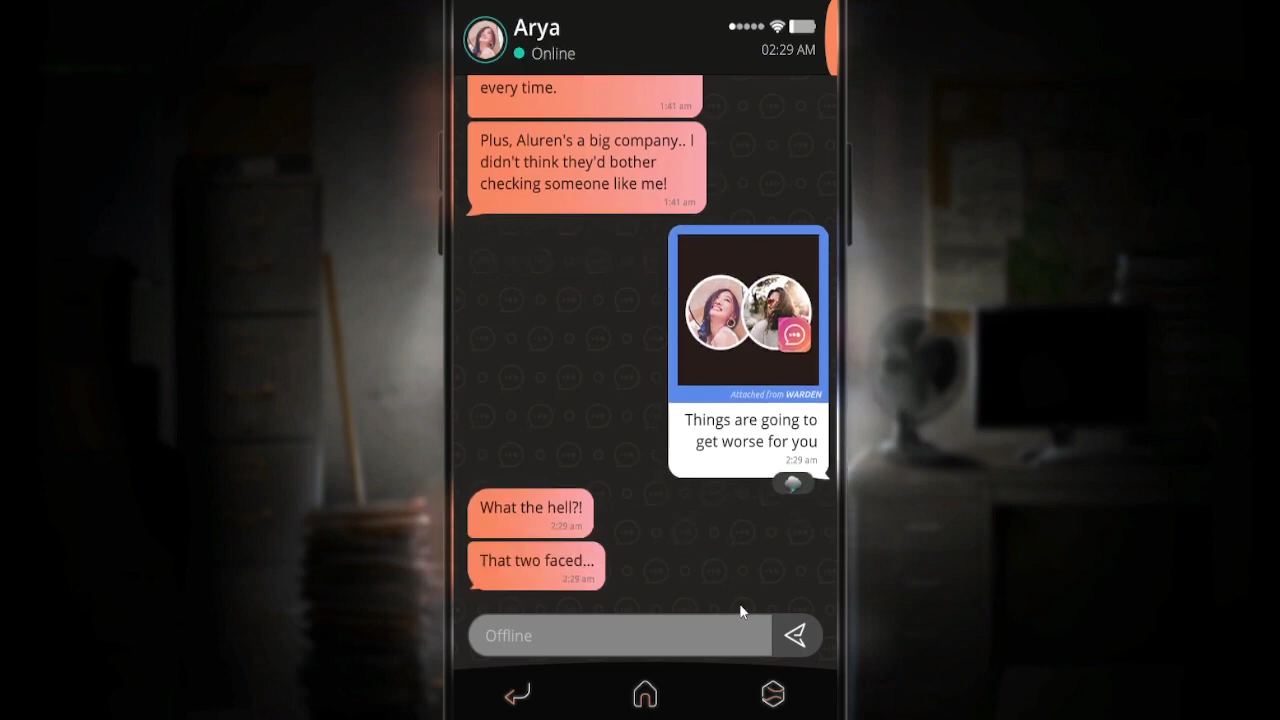 Arya
Online
02:29 AM
every time.
1:41 am
Plus, Aluren's a big company.. I
didn't think they'd bother
checking someone like me!
1:41 am
Attached from WARDEN
Things are going to
get worse for you
2:29 am
What the hell?!
2:29 am
That two faced...
2:29 am
Offline